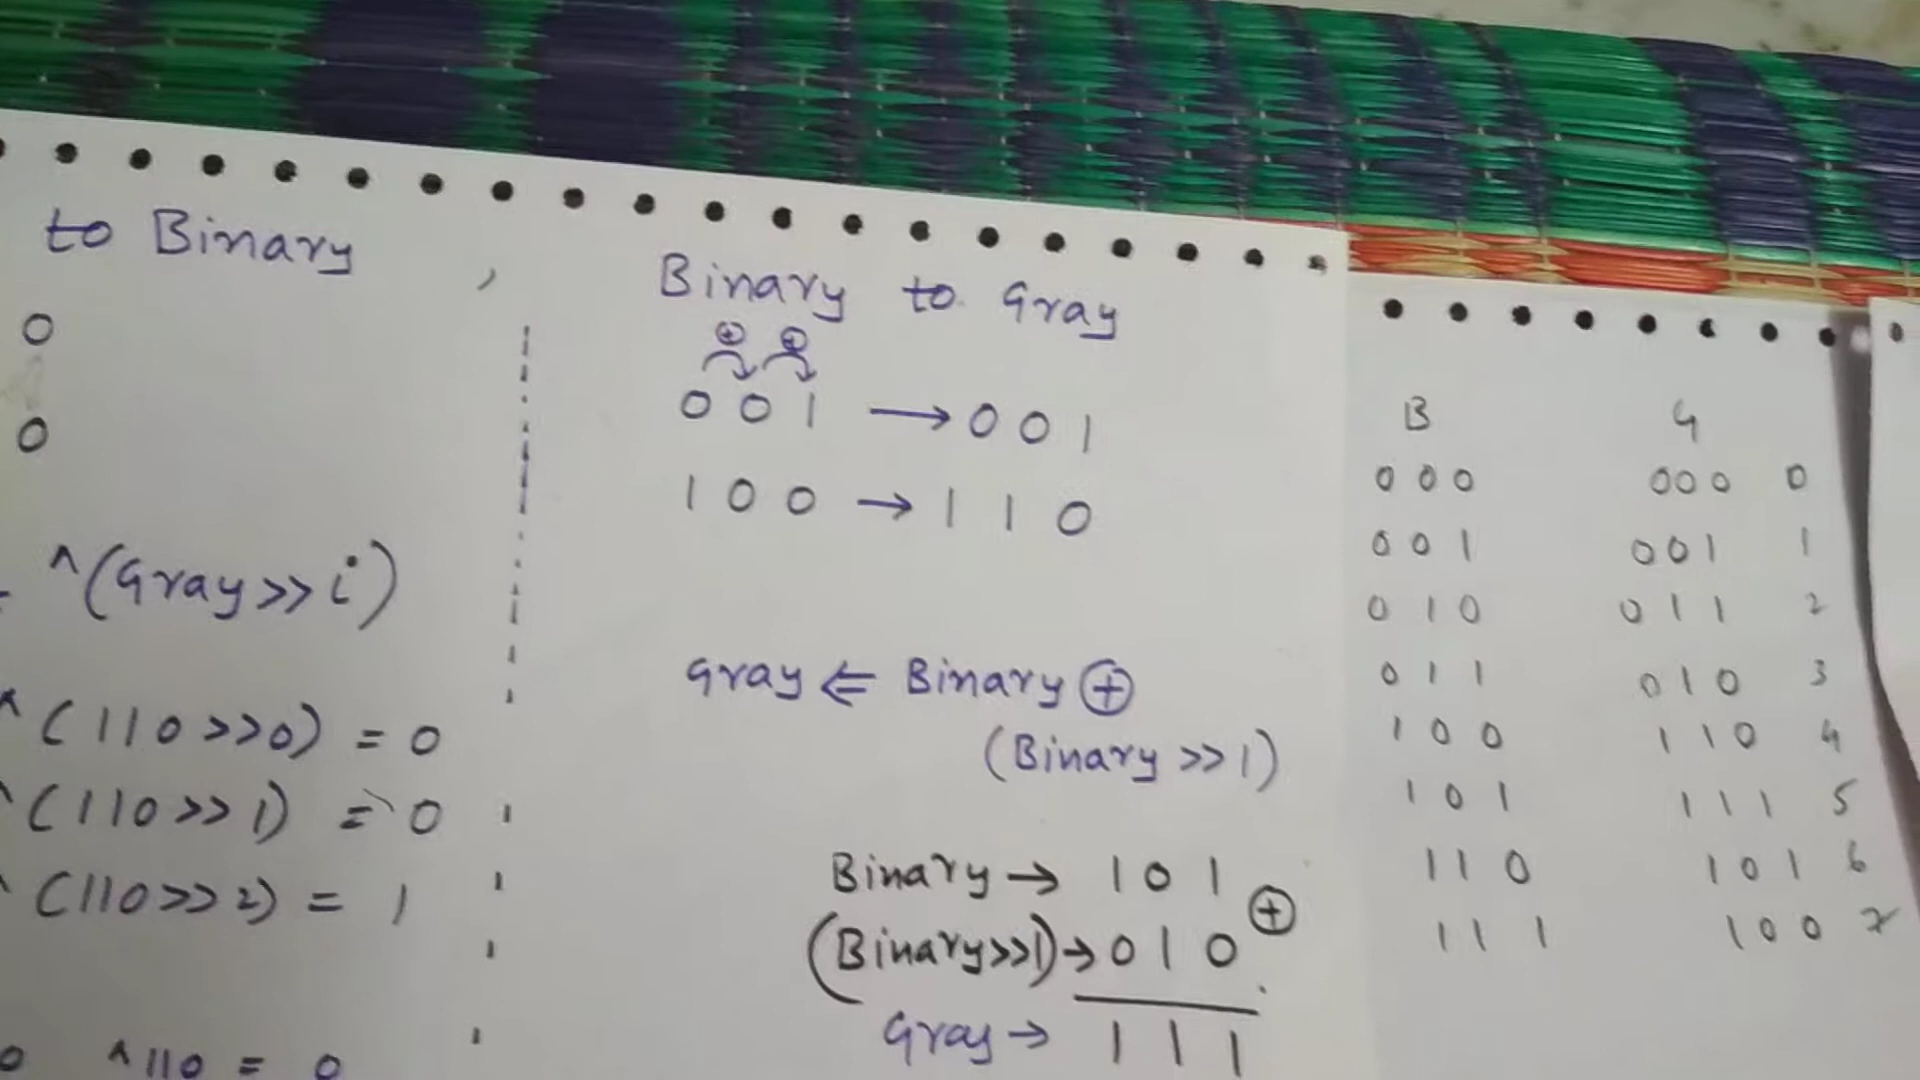 to Binary
0
0
^(Gray>>i)
^(110>>0) = 0
^(110>>1) = 0
^(110>>2) = 1
0 ^110 = 0
,
Binary to Gray
⊕ ⊕
001 → 001
100 → 110
Gray ⇐ Binary ⊕
(Binary >>1)
Binary → 101
⊕
(Binary>>1)→010
Gray → 111
B G
000 000 0
001 001 1
010 011 2
011 010 3
100 110 4
101 111 5
110 101 6
111 100 7